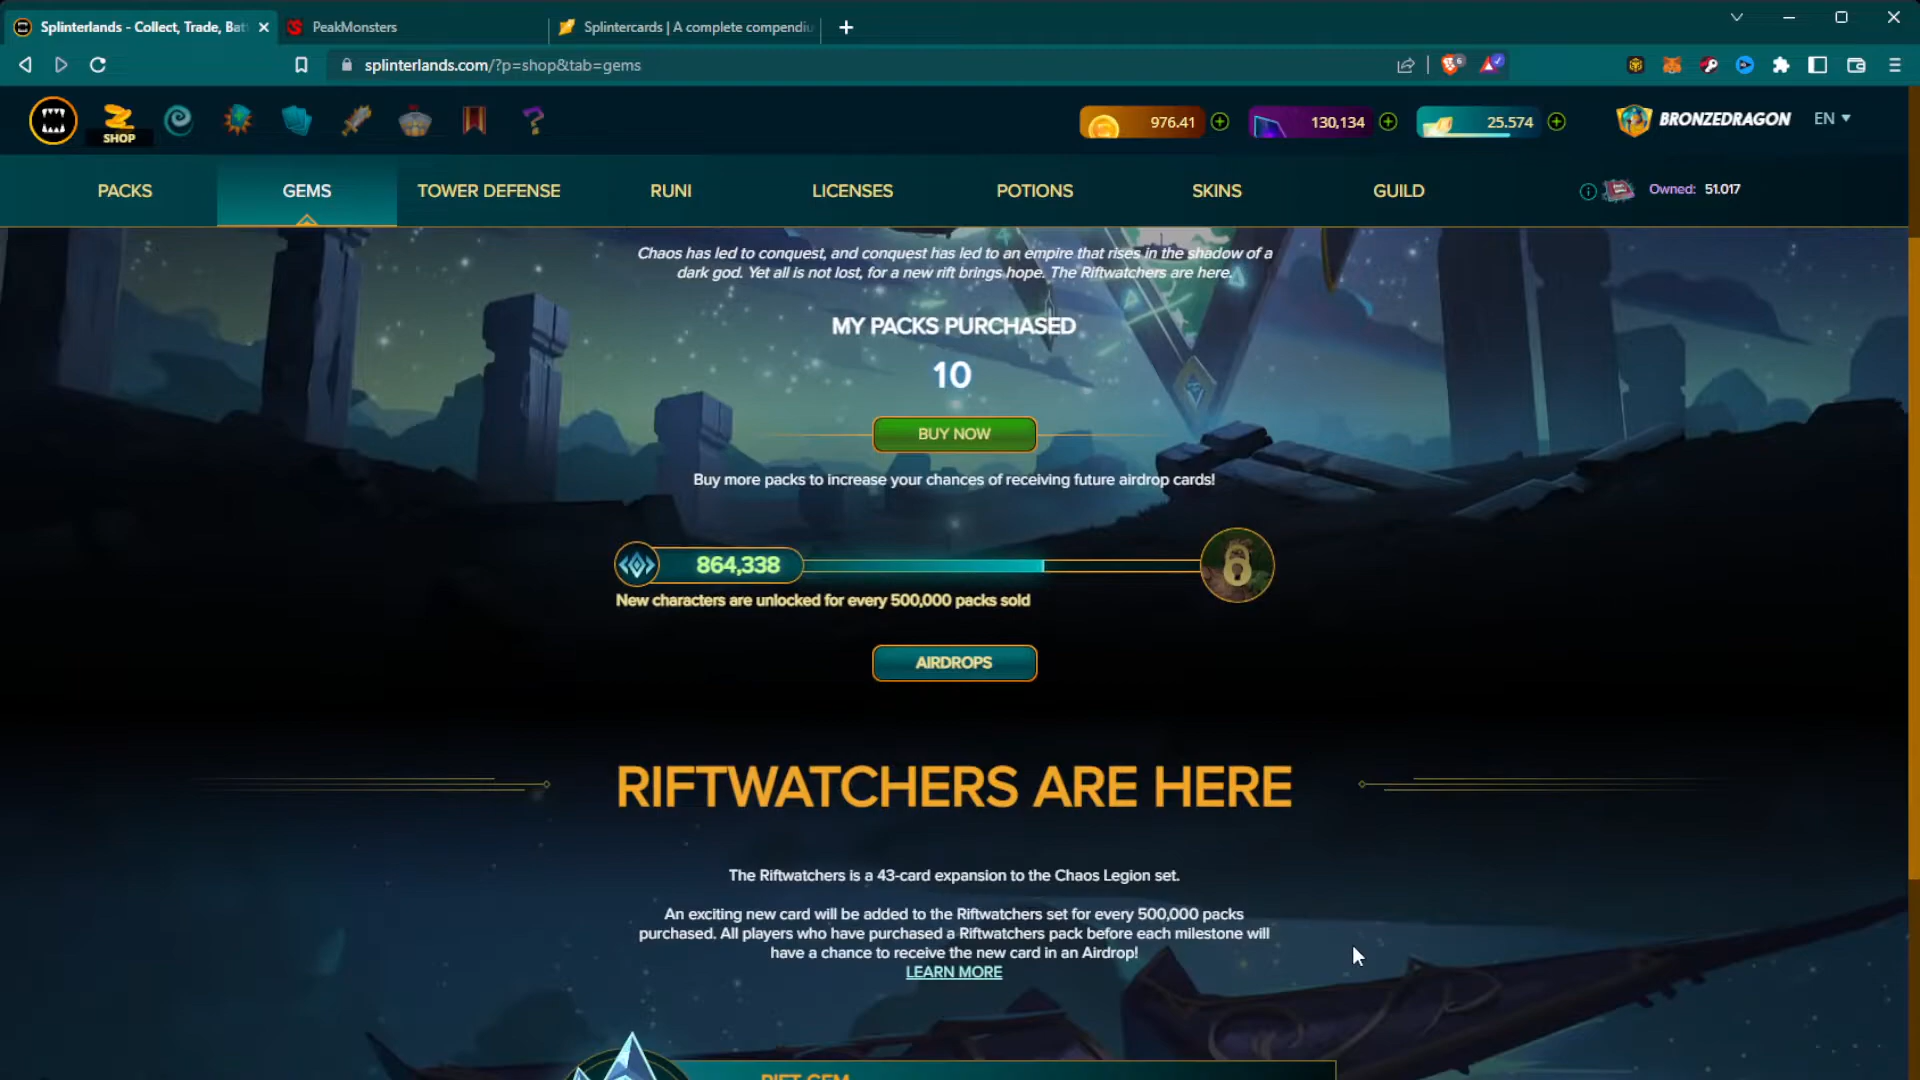 Splinterlands - Collect, Trade, Bat
PeakMonsters
Splintercards | A complete compendiu
splinterlands.com/?p=shop&tab=gems
6
SHOP
976.41
130,134
25.574
BRONZEDRAGON
EN
PACKS
GEMS
TOWER DEFENSE
RUNI
LICENSES
POTIONS
SKINS
GUILD
Owned: 51.017
Chaos has led to conquest, and conquest has led to an empire that rises in the shadow of a
dark god. Yet all is not lost, for a new rift brings hope. The Riftwatchers are here.
MY PACKS PURCHASED
10
BUY NOW
Buy more packs to increase your chances of receiving future airdrop cards!
864,338
New characters are unlocked for every 500,000 packs sold
AIRDROPS
RIFTWATCHERS ARE HERE
The Riftwatchers is a 43-card expansion to the Chaos Legion set.
An exciting new card will be added to the Riftwatchers set for every 500,000 packs
purchased. All players who have purchased a Riftwatchers pack before each milestone will
have a chance to receive the new card in an Airdrop!
LEARN MORE
RIFT GEM